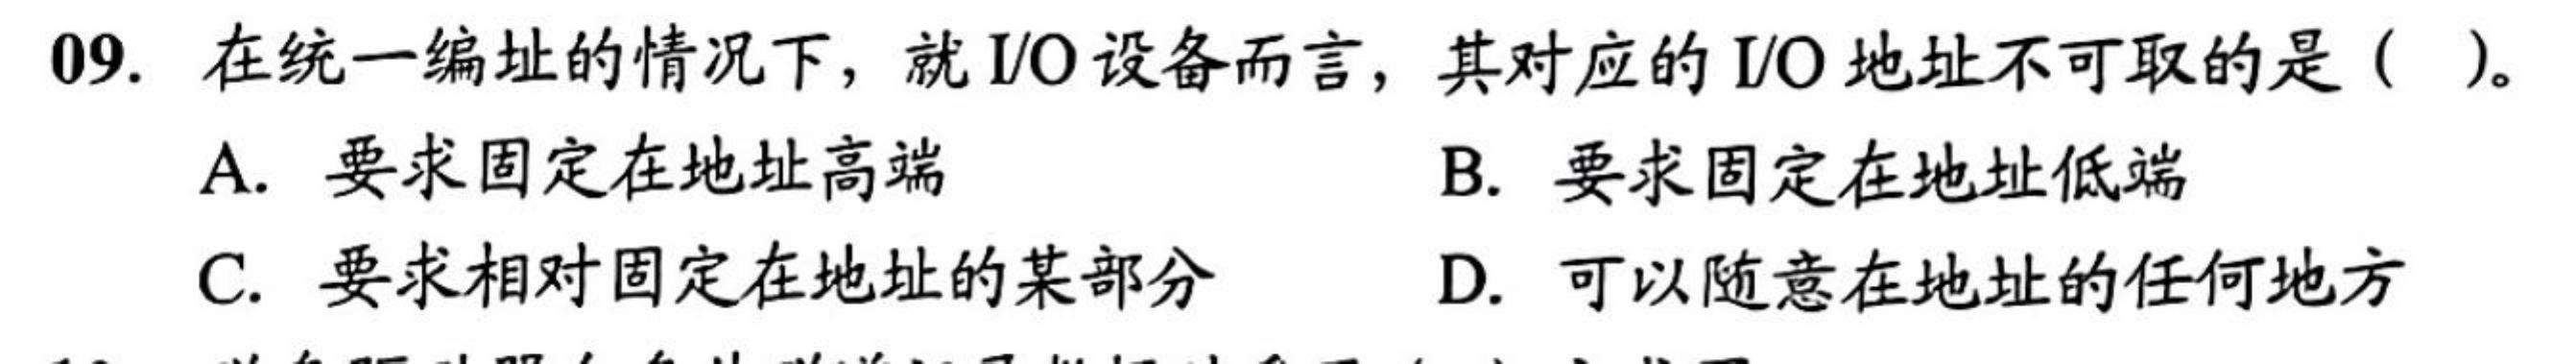 09. 在统一编址的情况下，就 I/O 设备而言，其对应的 I/O 地址不可取的是（ ）。
A. 要求固定在地址高端 B. 要求固定在地址低端
C. 要求相对固定在地址的某部分 D. 可以随意在地址的任何地方